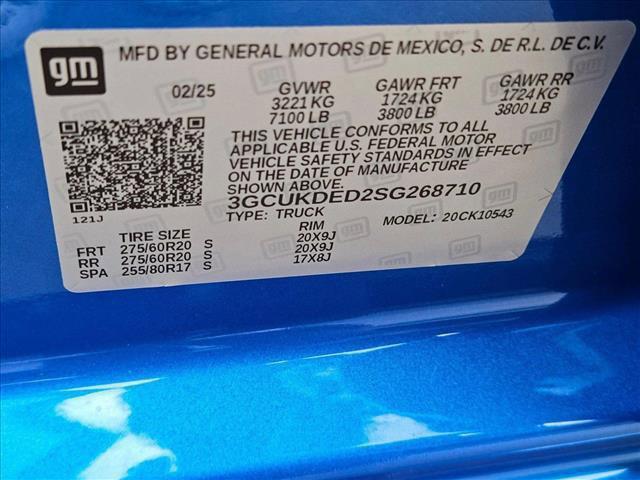 gm MFD BY GENERAL MOTORS DE MEXICO, S. DE R.L. DE C.V.
02/25 GVWR GAWR FRT GAWR RR
3221 KG 1724 KG 1724 KG
7100 LB 3800 LB 3800 LB
THIS VEHICLE CONFORMS TO ALL
APPLICABLE U.S. FEDERAL MOTOR
VEHICLE SAFETY STANDARDS IN EFFECT
ON THE DATE OF MANUFACTURE
SHOWN ABOVE.
3GCUKDED2SG268710
121J TYPE: TRUCK MODEL: 20CK10543
TIRE SIZE RIM
FRT 275/60R20 S 20X9J
RR 275/60R20 S 20X9J
SPA 255/80R17 S 17X8J